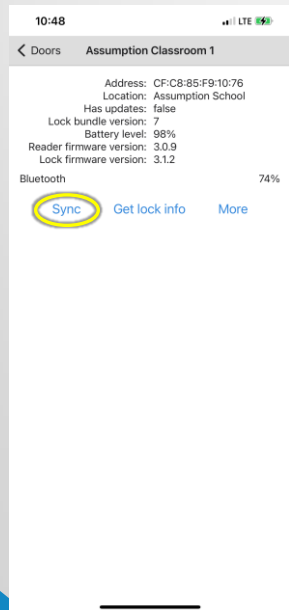 10:48 LTE
Doors Assumption Classroom 1
Address: CF:C8:85:F9:10:76
Location: Assumption School
Has updates: false
Lock bundle version: 7
Battery level: 98%
Reader firmware version: 3.0.9
Lock firmware version: 3.1.2
Bluetooth 74%
Sync Get lock info More